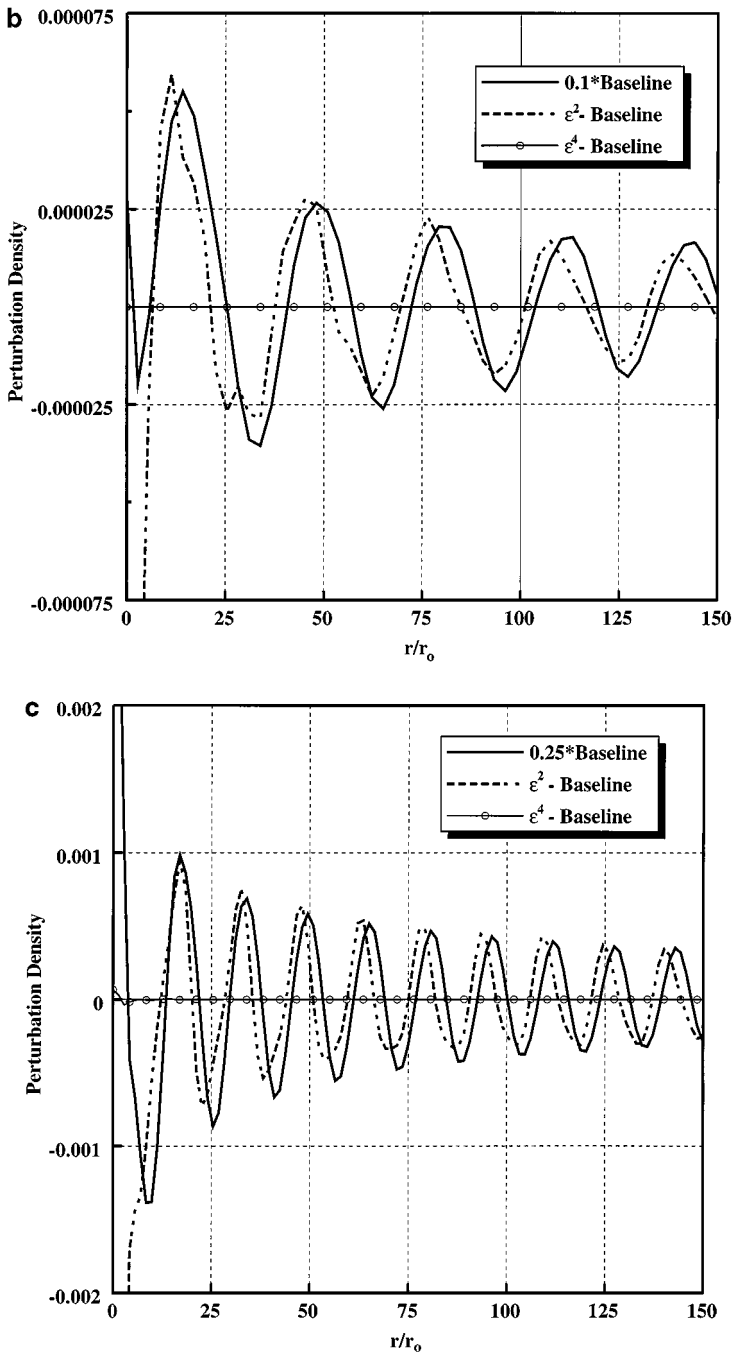 b
0.000075
0.1*Baseline
ε²- Baseline
ε⁴- Baseline
0.000025
Perturbation Density
-0.000025
-0.000075
0 25 50 75 100 125 150
r/rₒ
c
0.002
0.25*Baseline
ε² - Baseline
ε⁴ - Baseline
0.001
Perturbation Density
0
-0.001
-0.002
0 25 50 75 100 125 150
r/rₒ